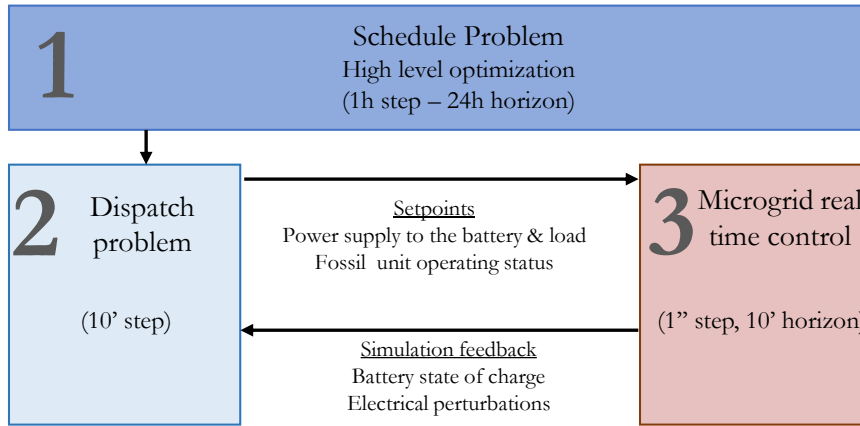 1
Schedule Problem
High level optimization
(1h step – 24h horizon)
2
Dispatch
problem
(10’ step)
Setpoints
Power supply to the battery & load
Fossil unit operating status
Simulation feedback
Battery state of charge
Electrical perturbations
3
Microgrid real
time control
(1” step, 10’ horizon)